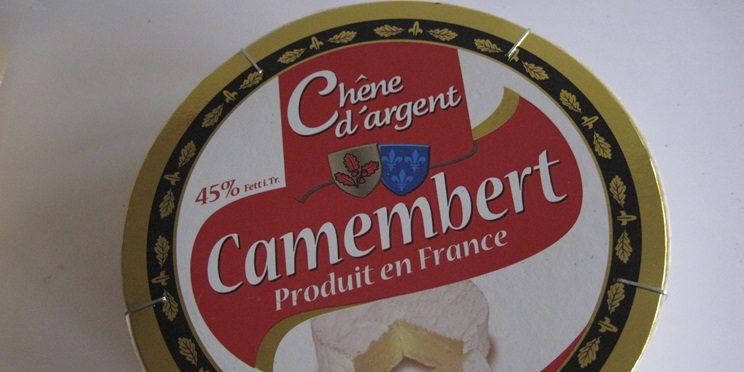 Chêne
d'argent
45% Fett i. Tr.
Camembert
Produit en France